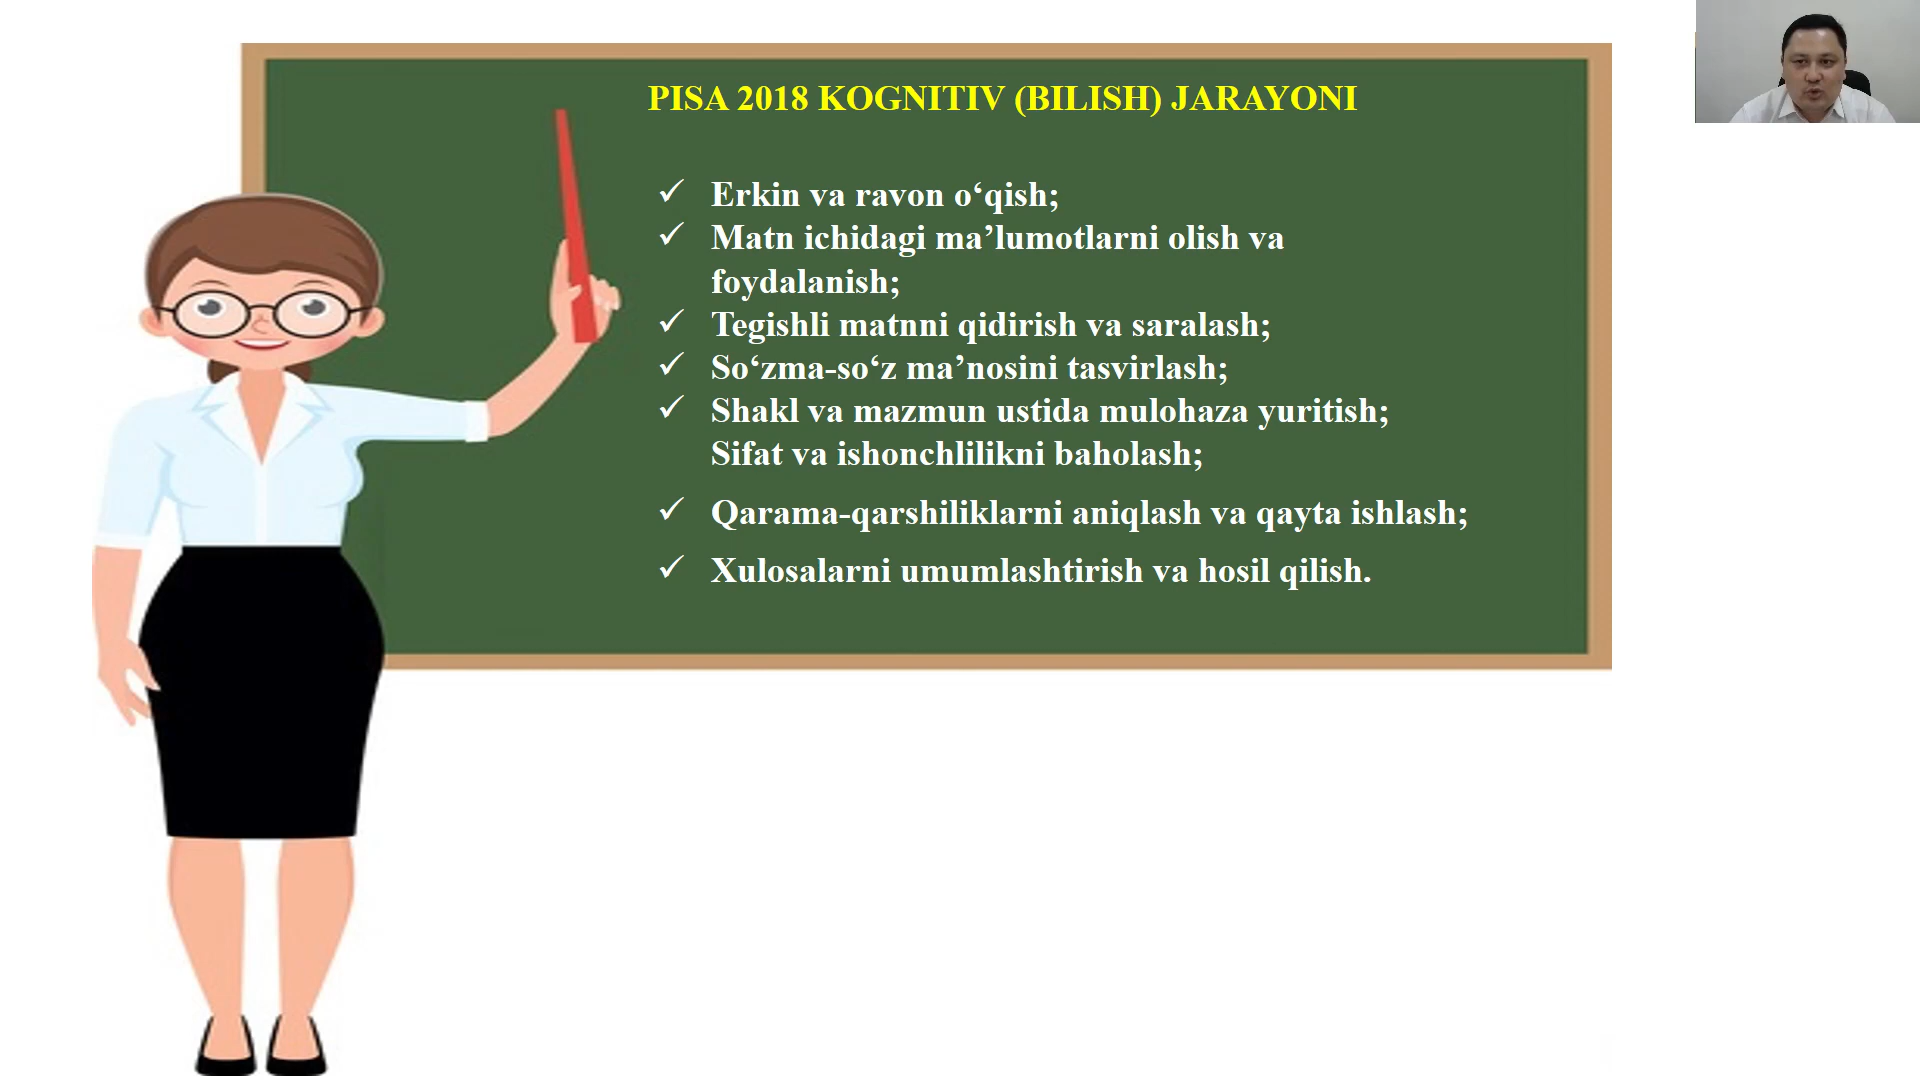 PISA 2018 KOGNITIV (BILISH) JARAYONI
✓ Erkin va ravon o‘qish;
✓ Matn ichidagi ma’lumotlarni olish va
foydalanish;
✓ Tegishli matnni qidirish va saralash;
✓ So‘zma-so‘z ma’nosini tasvirlash;
✓ Shakl va mazmun ustida mulohaza yuritish;
Sifat va ishonchlilikni baholash;
✓ Qarama-qarshiliklarni aniqlash va qayta ishlash;
✓ Xulosalarni umumlashtirish va hosil qilish.